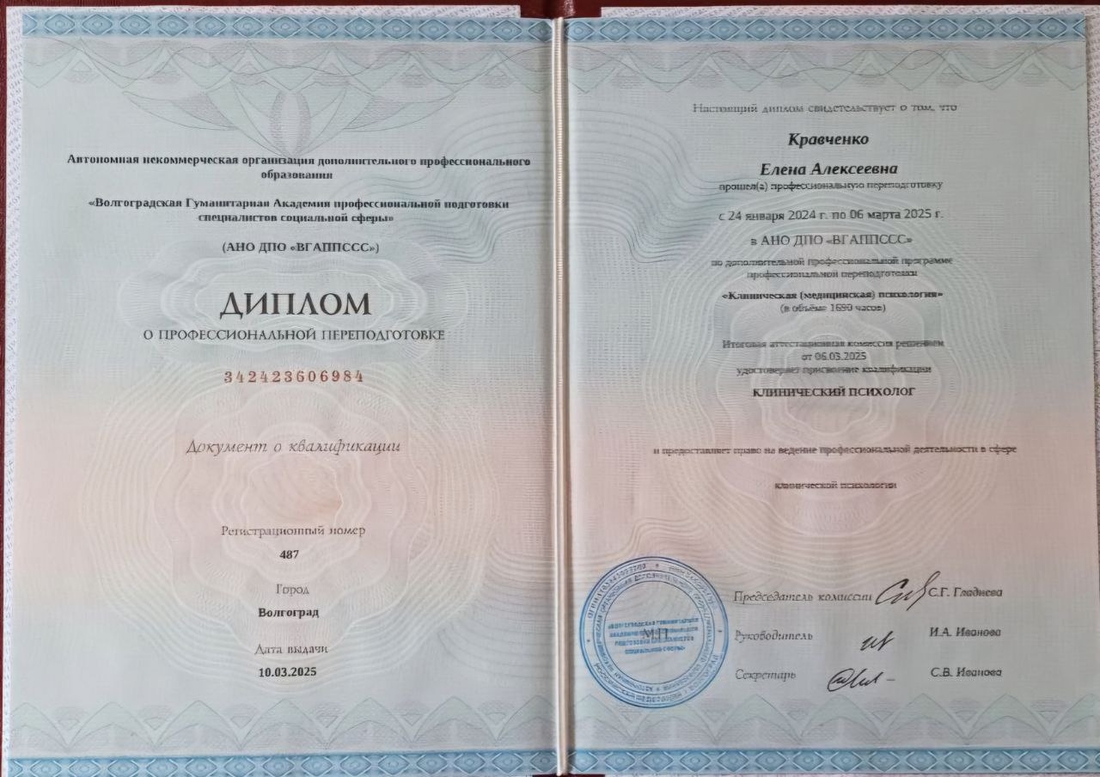 Автономная некоммерческая организация дополнительного профессионального
образования
«Волгоградская Гуманитарная Академия профессиональной подготовки
специалистов социальной сферы»
(АНО ДПО «ВГАППССС»)
ДИПЛОМ
О ПРОФЕССИОНАЛЬНОЙ ПЕРЕПОДГОТОВКЕ
342423606984
Документ о квалификации
Регистрационный номер
487
Город
Волгоград
Дата выдачи
10.03.2025
Настоящий диплом свидетельствует о том, что
Кравченко
Елена Алексеевна
прошел(а) профессиональную переподготовку
с 24 января 2024 г. по 06 марта 2025 г.
в АНО ДПО «ВГАППССС»
по дополнительной профессиональной программе
профессиональной переподготовки
«Клиническая (медицинская) психология»
(в объёме 1690 часов)
Итоговая аттестационная комиссия решением
от 06.03.2025
удостоверяет присвоение квалификации
КЛИНИЧЕСКИЙ ПСИХОЛОГ
и предоставляет право на ведение профессиональной деятельности в сфере
клинической психологии
Председатель комиссии С.Г. Гладнева
М.П.
Руководитель И.А. Иванова
Секретарь С.В. Иванова